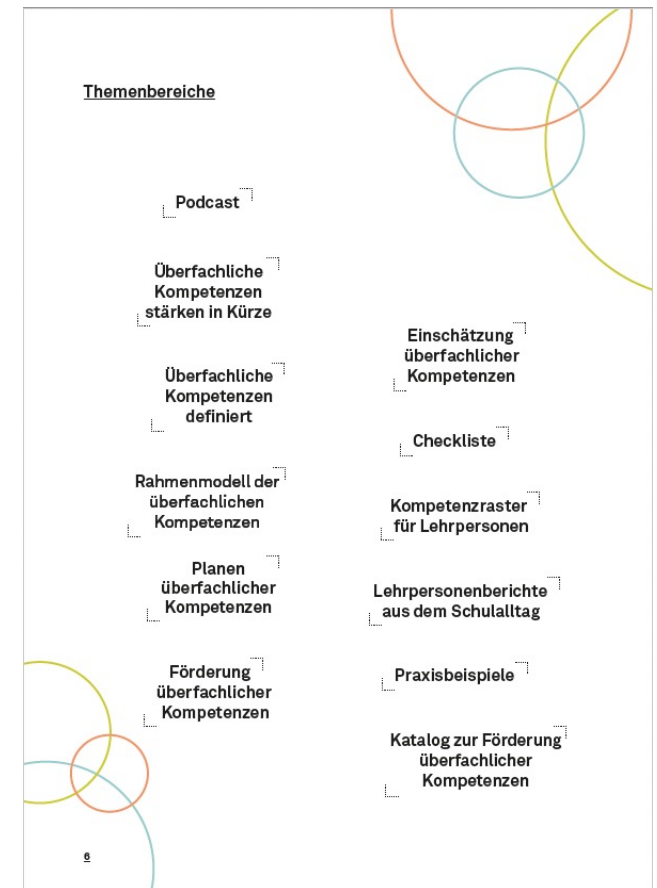 Themenbereiche
Podcast
Überfachliche
Kompetenzen
stärken in Kürze
Überfachliche
Kompetenzen
definiert
Rahmenmodell der
überfachlichen
Kompetenzen
Planen
überfachlicher
Kompetenzen
Förderung
überfachlicher
Kompetenzen
Einschätzung
überfachlicher
Kompetenzen
Checkliste
Kompetenzraster
für Lehrpersonen
Lehrpersonenberichte
aus dem Schulalltag
Praxisbeispiele
Katalog zur Förderung
überfachlicher
Kompetenzen
6